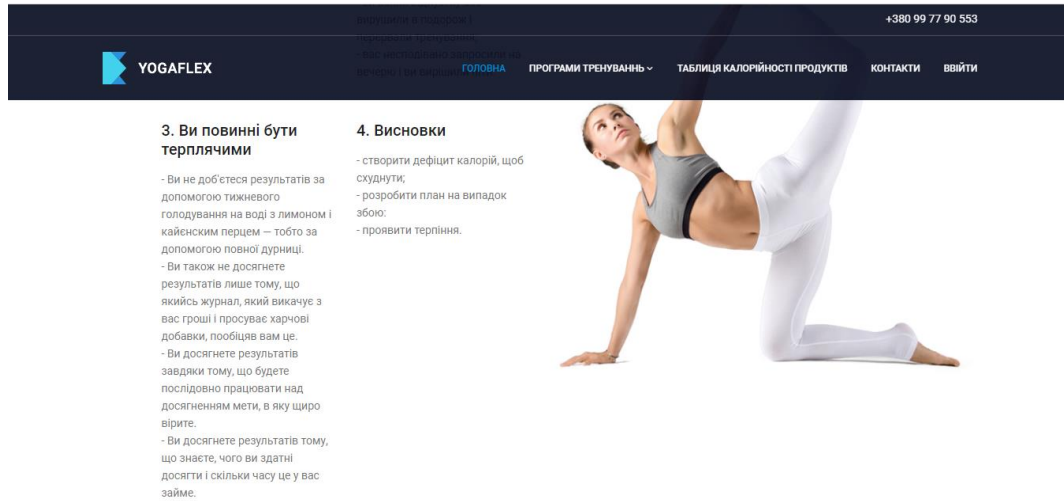 +380 99 77 90 553
YOGAFLEX
ГОЛОВНА
ПРОГРАМИ ТРЕНУВАННЬ
ТАБЛИЦЯ КАЛОРІЙНОСТІ ПРОДУКТІВ
КОНТАКТИ
ВВІЙТИ
3. Ви повинні бути
терплячими
- Ви не доб'єтеся результатів за
допомогою тижневого
голодування на воді з лимоном і
кайєнским перцем — тобто за
допомогою повної дурниці.
- Ви також не досягнете
результатів лише тому, що
якийсь журнал, який викачує з
вас гроші і просуває харчові
добавки, пообіцяв вам це.
- Ви досягнете результатів
завдяки тому, що будете
послідовно працювати над
досягненням мети, в яку щиро
вірите.
- Ви досягнете результатів тому,
що знаєте, чого ви здатні
досягти і скільки часу це у вас
займе.
4. Висновки
- створити дефіцит калорій, щоб
схуднути;
- розробити план на випадок
збою:
- проявити терпіння.